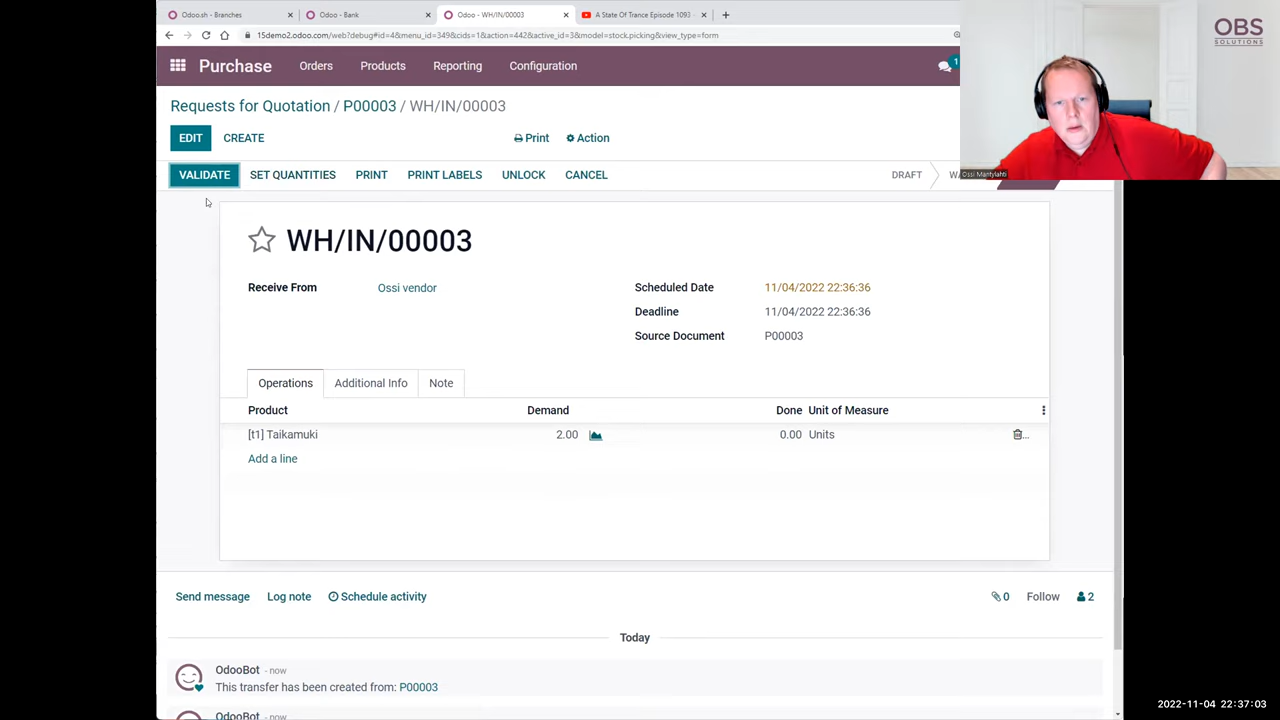 Odoo.sh - Branches
Odoo - Bank
Odoo - WH/IN/00003
A State Of Trance Episode 1093
15demo2.odoo.com/web?debug#id=4&menu_id=349&cids=1&action=442&active_id=3&model=stock.picking&view_type=form
OBS
SOLUTIONS
Purchase Orders Products Reporting Configuration 1
Requests for Quotation / P00003 / WH/IN/00003
EDIT CREATE Print Action
VALIDATE SET QUANTITIES PRINT PRINT LABELS UNLOCK CANCEL DRAFT
Ossi Mäntylahti
WH/IN/00003
Receive From Ossi vendor
Scheduled Date 11/04/2022 22:36:36
Deadline 11/04/2022 22:36:36
Source Document P00003
Operations Additional Info Note
Product Demand Done Unit of Measure
[t1] Taikamuki 2.00 0.00 Units
Add a line
Send message Log note Schedule activity 0 Follow 2
Today
OdooBot - now
This transfer has been created from: P00003
OdooBot - now
2022-11-04 22:37:03